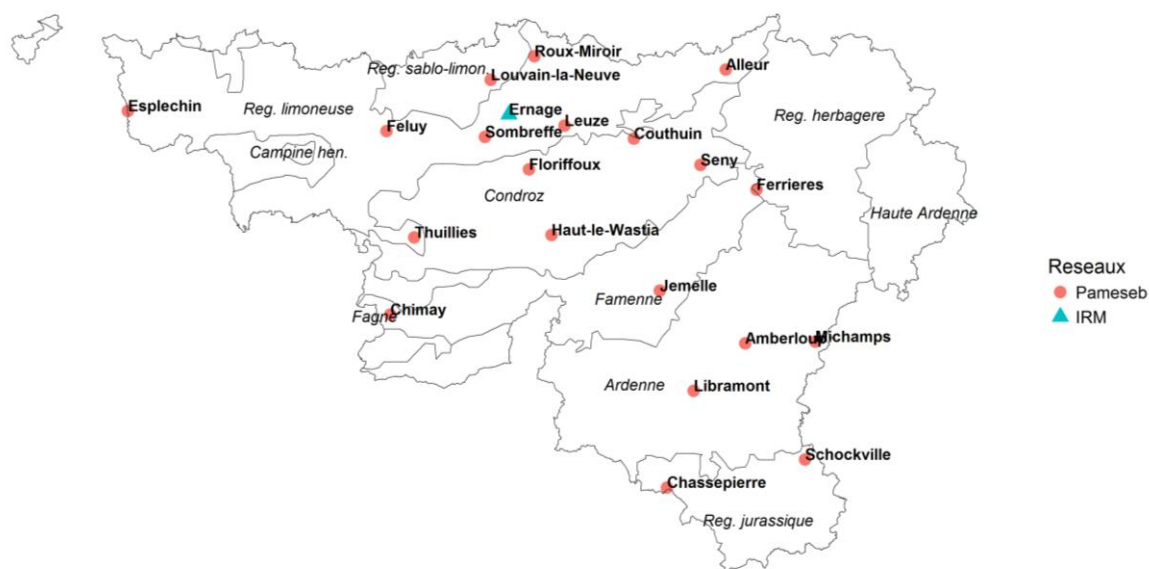 Roux-Miroir
Reg. sablo-limon.
Alleur
Louvain-la-Neuve
Esplechin
Reg. limoneuse
Ernage
Reg. herbagere
Leuze
Feluy
Sombreffe
Couthuin
Campine hen.
Floriffoux
Seny
Condroz
Ferrieres
Haute Ardenne
Thuillies
Haut-le-Wastia
Reseaux
Jemelle
Pameseb
Famenne
Chimay
Fagne
IRM
Amberloup
Michamps
Ardenne
Libramont
Schockville
Chassepierre
Reg. jurassique